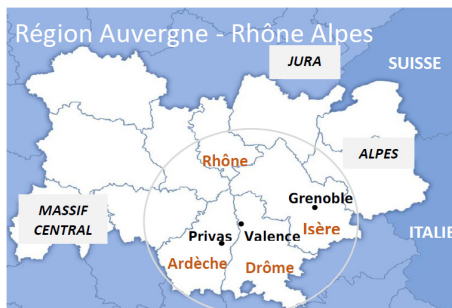 Région Auvergne - Rhône Alpes
JURA
SUISSE
Rhône
ALPES
Grenoble
MASSIF
CENTRAL
Isère
ITALIE
Privas
Valence
Ardèche
Drôme